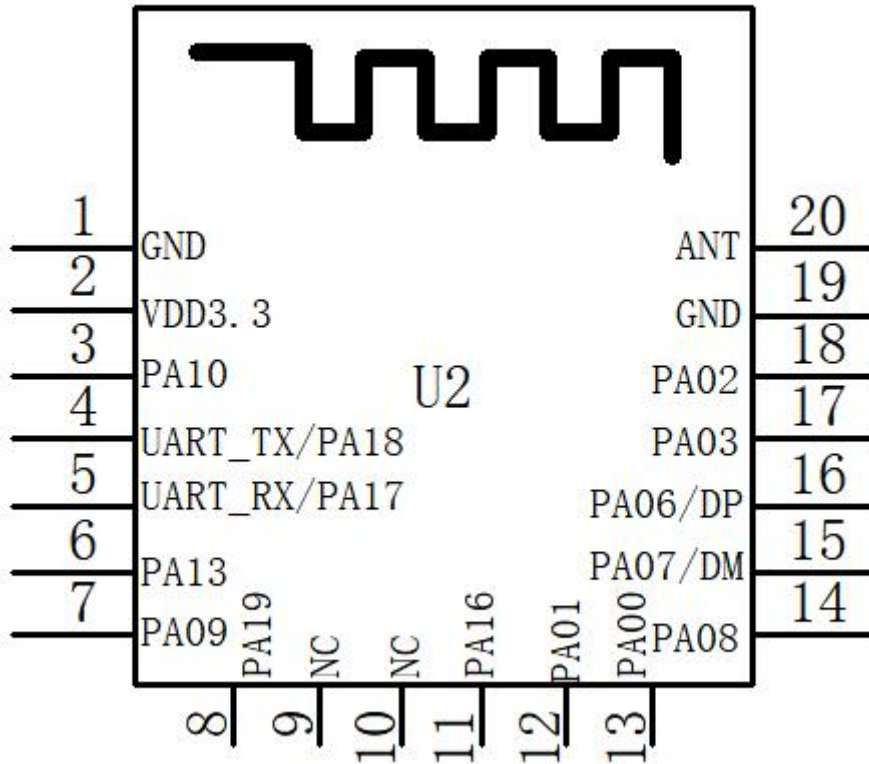 1 GND ANT 20
2 VDD3.3 GND 19
3 PA10 U2 PA02 18
4 UART_TX/PA18 PA03 17
5 UART_RX/PA17 PA06/DP 16
6 PA13 PA07/DM 15
7 PA09 PA08 14
PA19 NC NC PA16 PA01 PA00
8 9 10 11 12 13